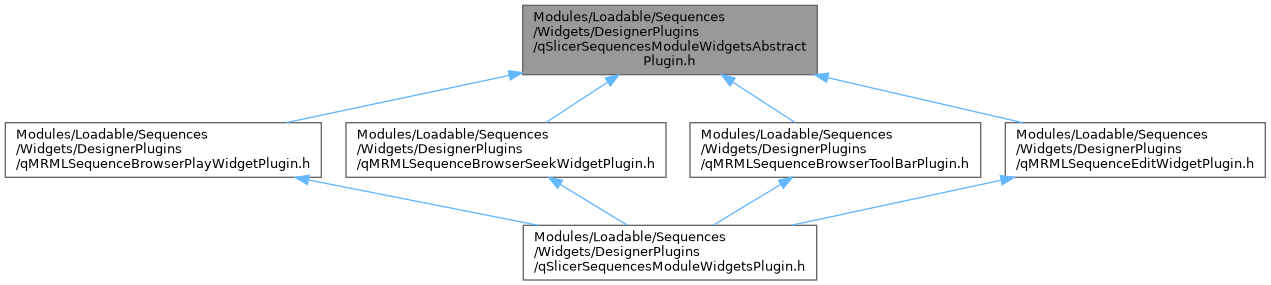 Modules/Loadable/Sequences
/Widgets/DesignerPlugins
/qSlicerSequencesModuleWidgetsAbstract
Plugin.h
Modules/Loadable/Sequences
/Widgets/DesignerPlugins
/qMRMLSequenceBrowserPlayWidgetPlugin.h
Modules/Loadable/Sequences
/Widgets/DesignerPlugins
/qMRMLSequenceBrowserSeekWidgetPlugin.h
Modules/Loadable/Sequences
/Widgets/DesignerPlugins
/qMRMLSequenceBrowserToolBarPlugin.h
Modules/Loadable/Sequences
/Widgets/DesignerPlugins
/qMRMLSequenceEditWidgetPlugin.h
Modules/Loadable/Sequences
/Widgets/DesignerPlugins
/qSlicerSequencesModuleWidgetsPlugin.h